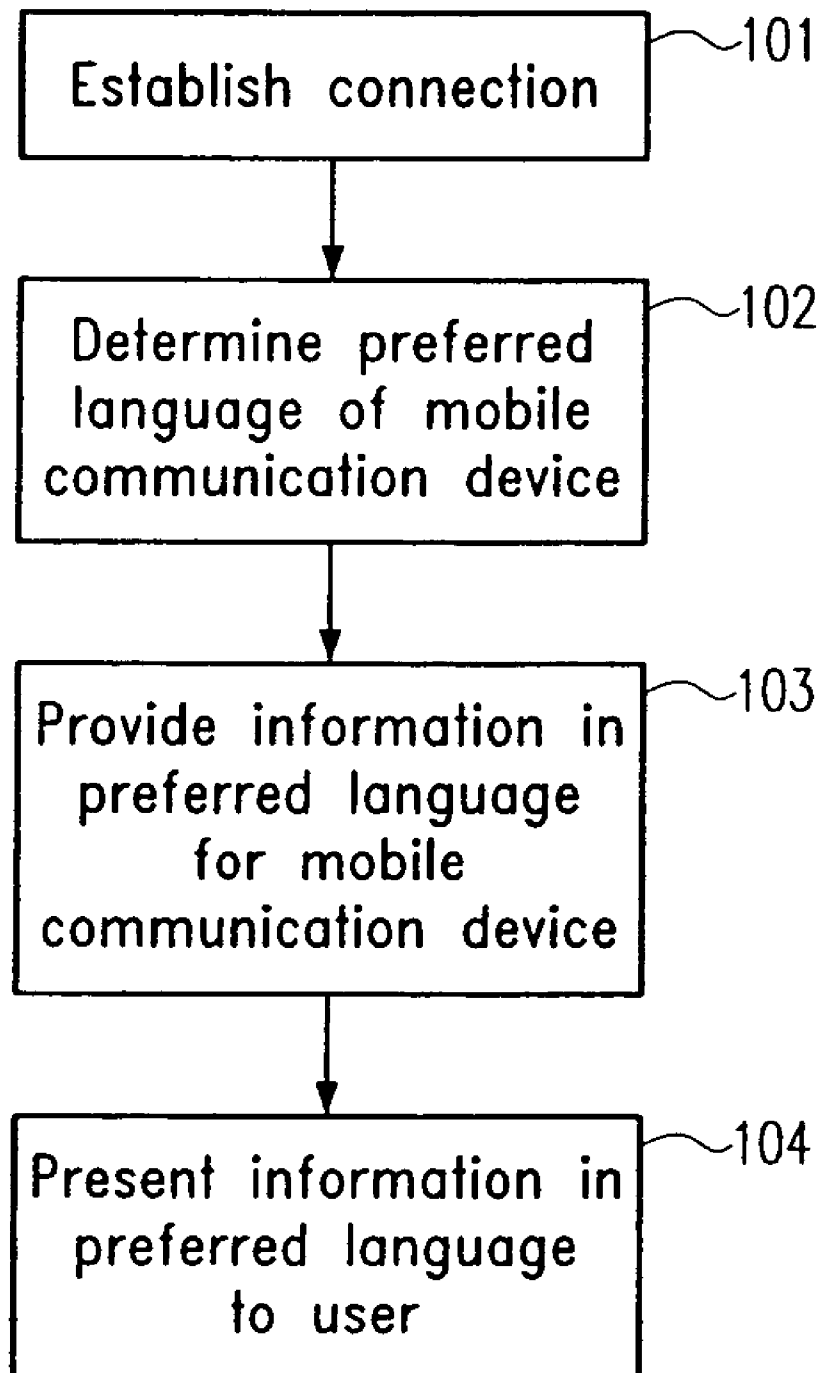 Establish connection
101
Determine preferred
language of mobile
communication device
102
Provide information in
preferred language
for mobile
communication device
103
Present information in
preferred language
to user
104